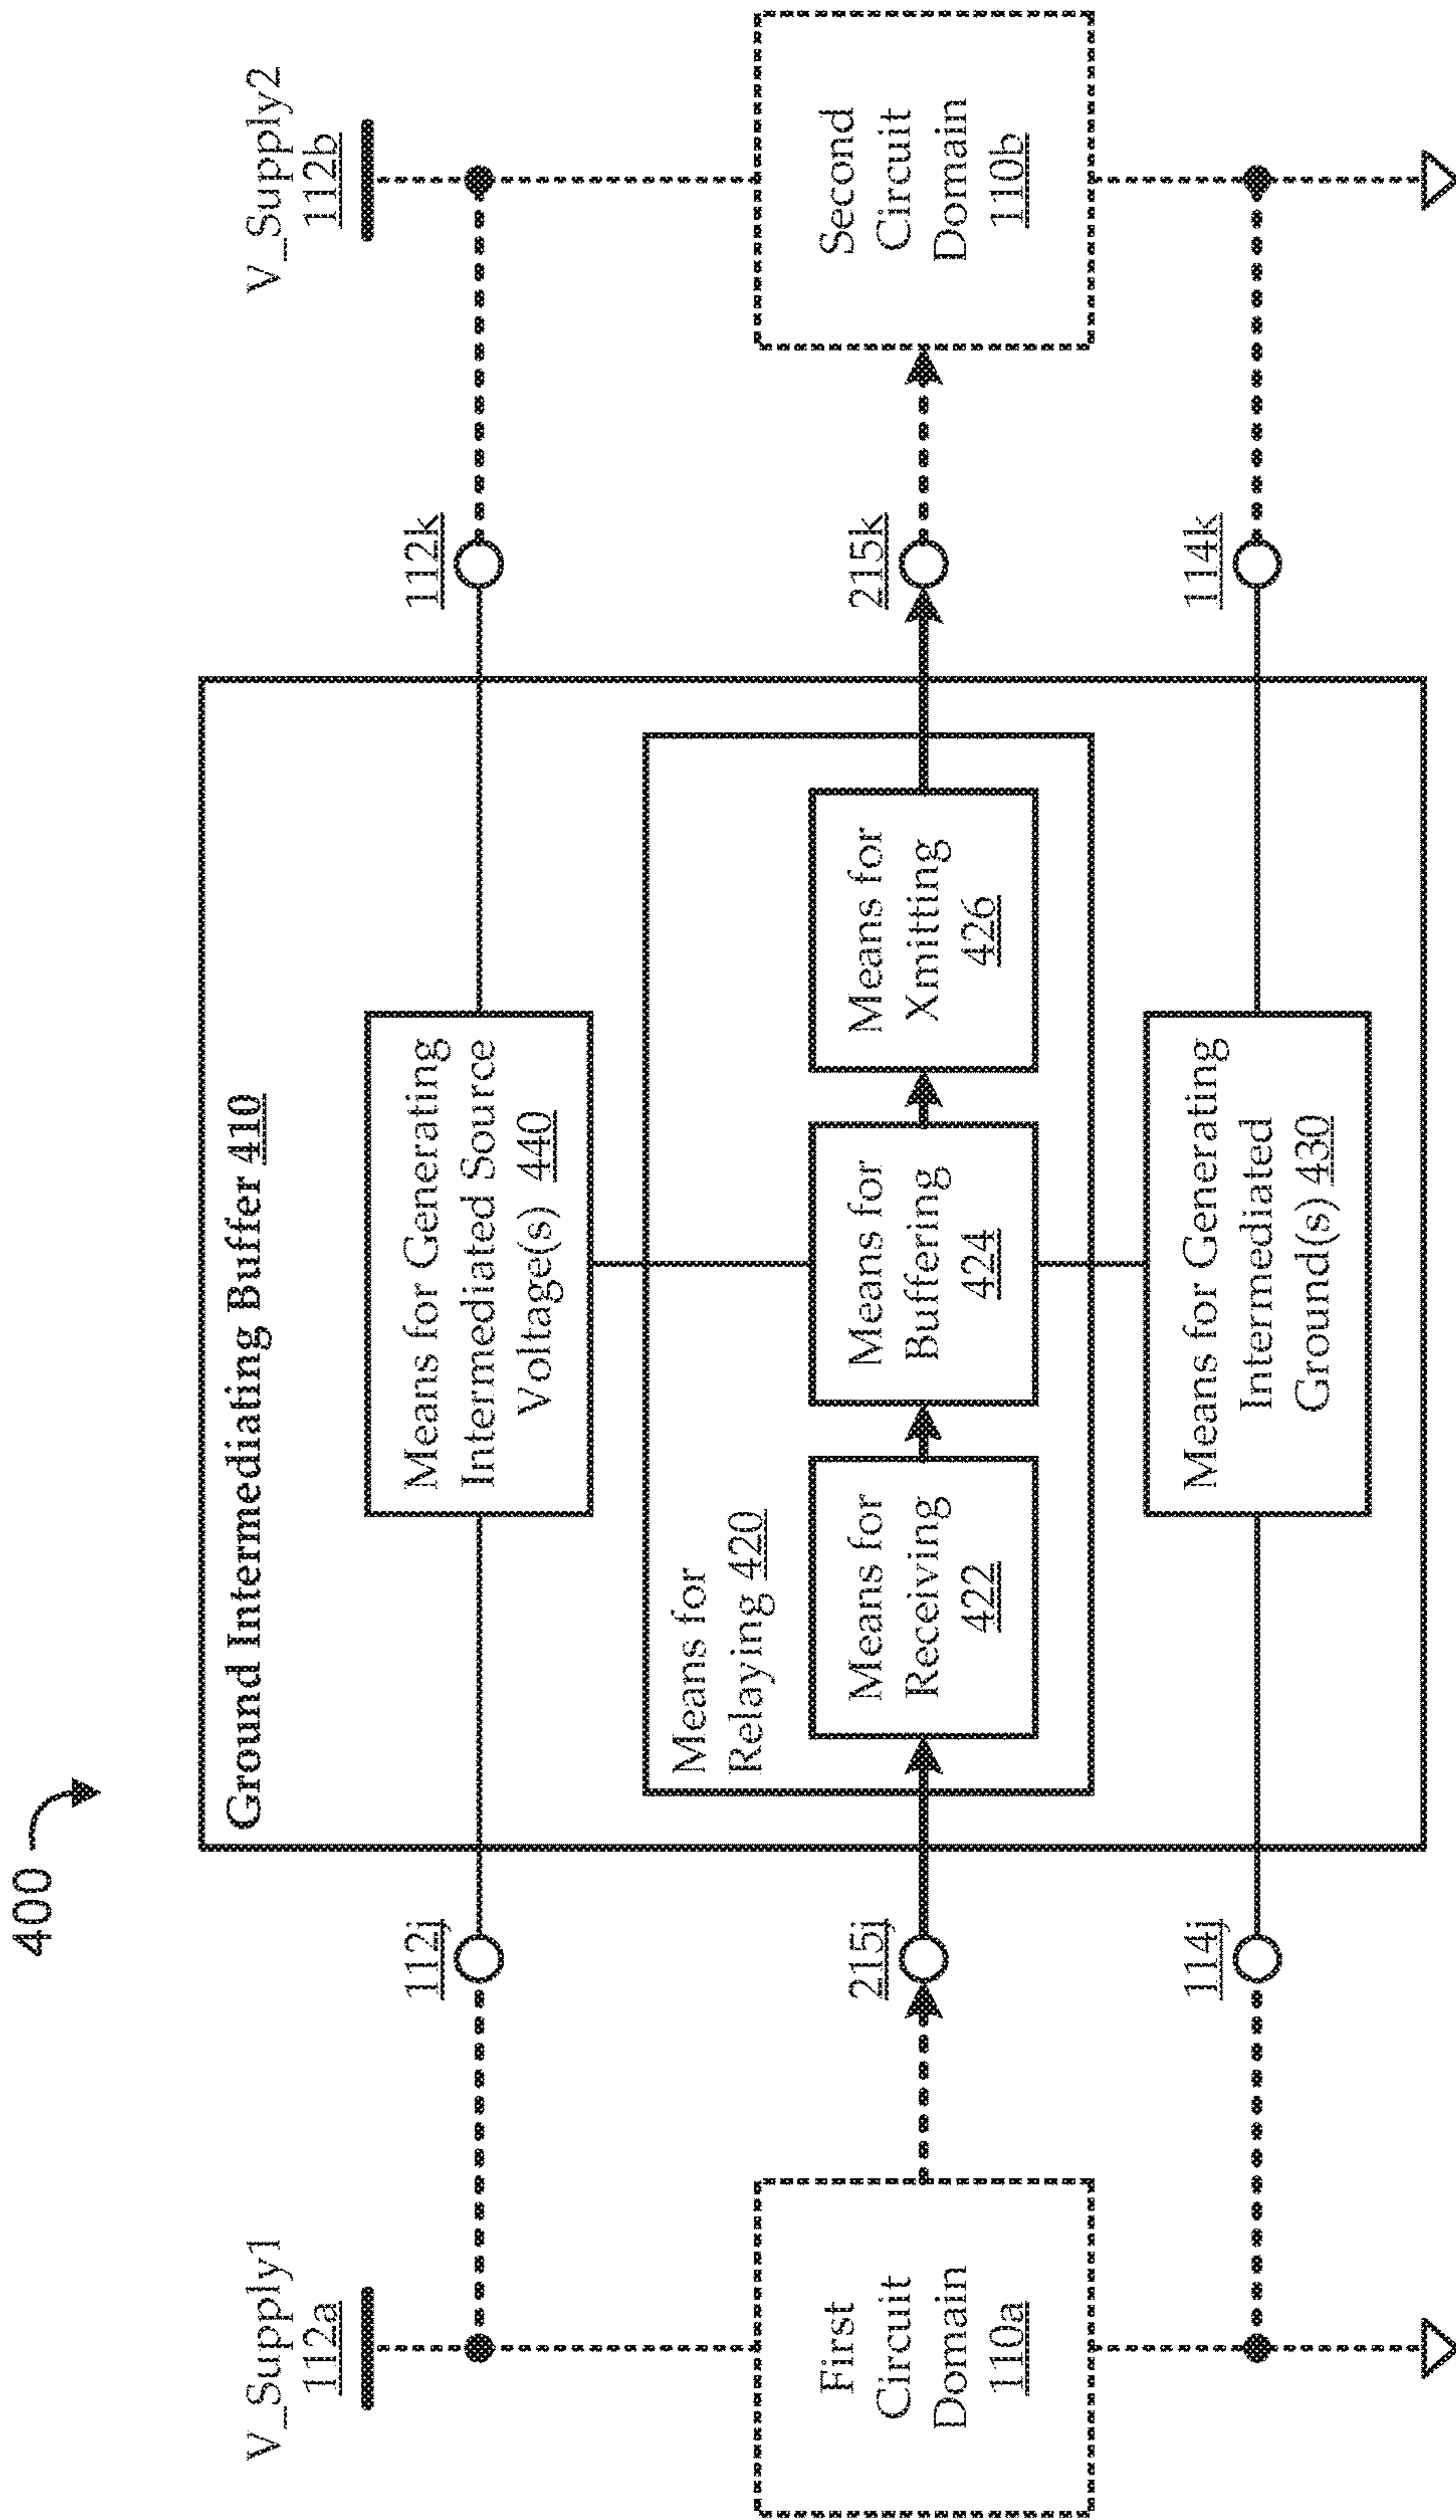 400
V_Supply1
112a
V_Supply2
112b
Ground Intermediating Buffer 410
112j
112k
Means for Generating
Intermediated Source
Voltage(s) 440
Means for
Relaying 420
First
Circuit
Domain
110a
215j
Means for
Receiving
422
Means for
Buffering
424
Means for
Xmitting
426
215k
Second
Circuit
Domain
110b
114j
Means for Generating
Intermediated
Ground(s) 430
114k